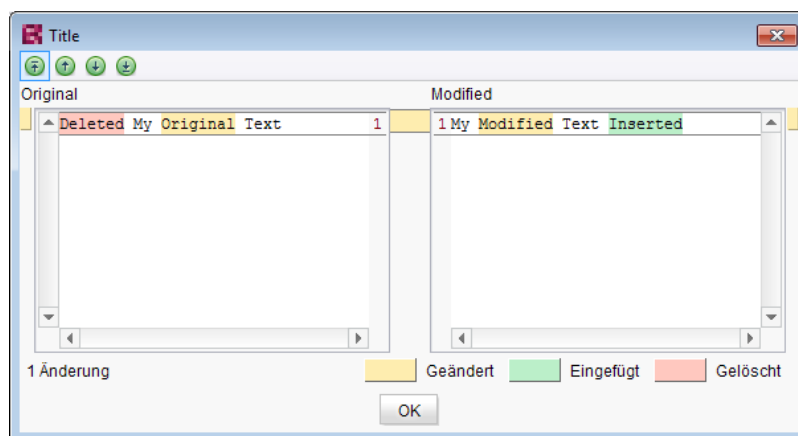 Title
Original
Modified
Deleted My Original Text 1
1 My Modified Text Inserted
1 Änderung
Geändert
Eingefügt
Gelöscht
OK